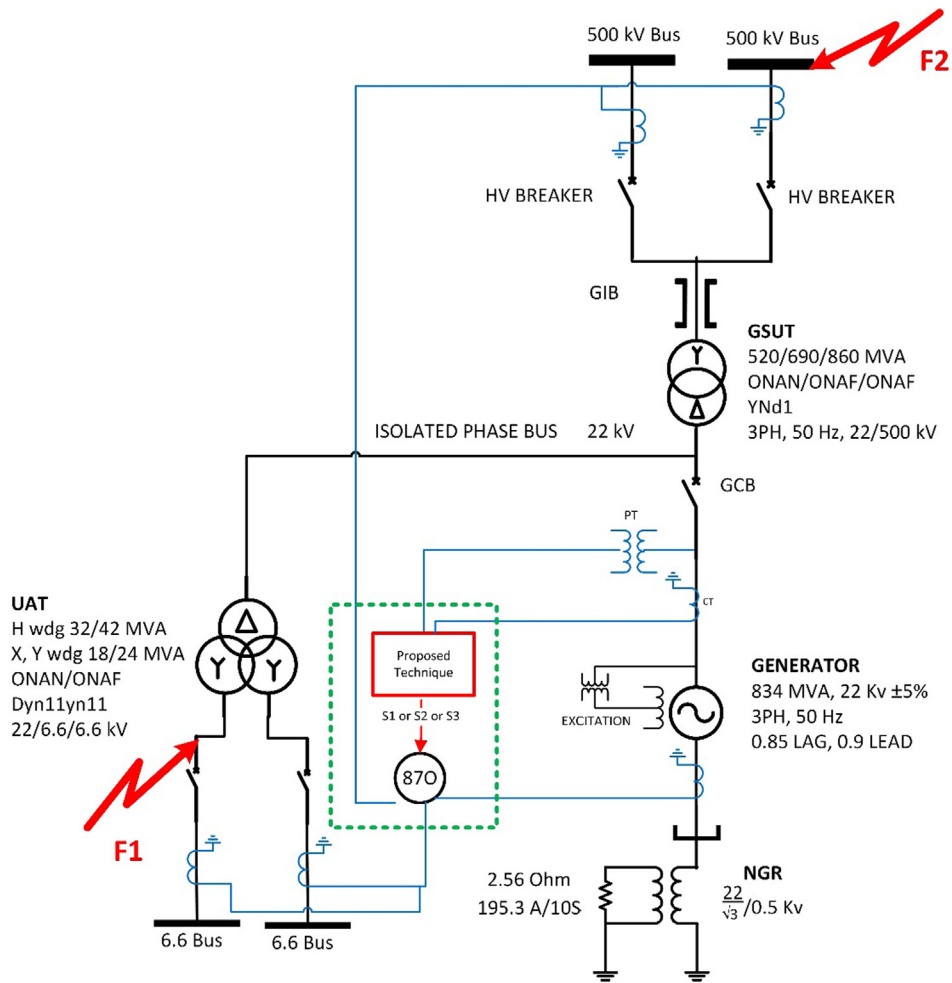 500 kV Bus
500 kV Bus
F2
HV BREAKER
HV BREAKER
GIB
GSUT
520/690/860 MVA
ONAN/ONAF/ONAF
YNd1
3PH, 50 Hz, 22/500 kV
Y
Δ
ISOLATED PHASE BUS 22 kV
GCB
PT
CT
UAT
H wdg 32/42 MVA
X, Y wdg 18/24 MVA
ONAN/ONAF
Dyn11yn11
22/6.6/6.6 kV
Δ
Y Y
Proposed
Technique
S1 or S2 or S3
87O
EXCITATION
GENERATOR
834 MVA, 22 Kv ±5%
3PH, 50 Hz
0.85 LAG, 0.9 LEAD
F1
2.56 Ohm
195.3 A/10S
NGR
22/√3 /0.5 Kv
6.6 Bus
6.6 Bus